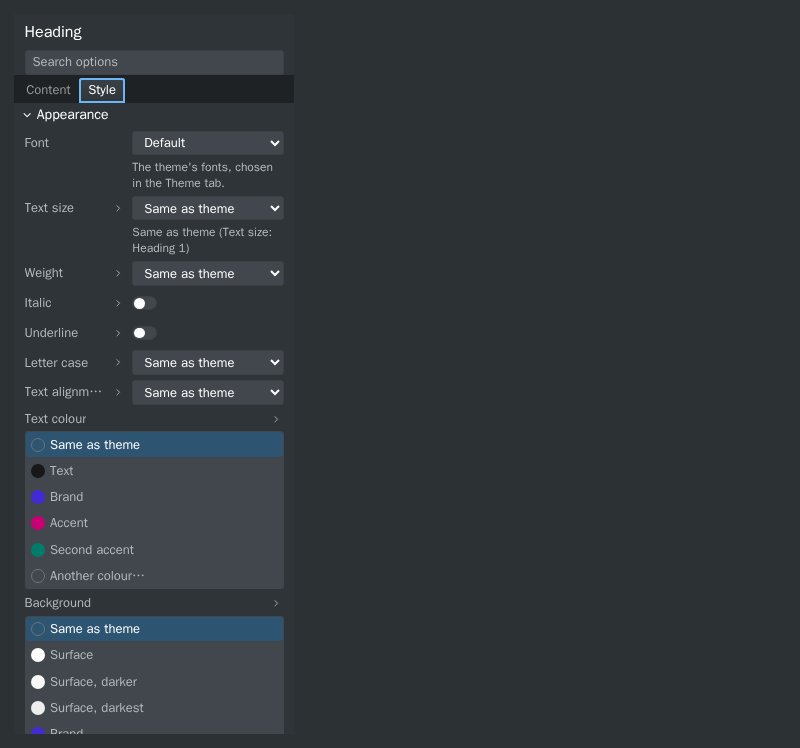 Heading
Search options
Content Style
Appearance
Font Default
The theme's fonts, chosen
in the Theme tab.
Text size Same as theme
Same as theme (Text size:
Heading 1)
Weight Same as theme
Italic
Underline
Letter case Same as theme
Text alignm··· Same as theme
Text colour
Same as theme
Text
Brand
Accent
Second accent
Another colour···
Background
Same as theme
Surface
Surface, darker
Surface, darkest
Brand